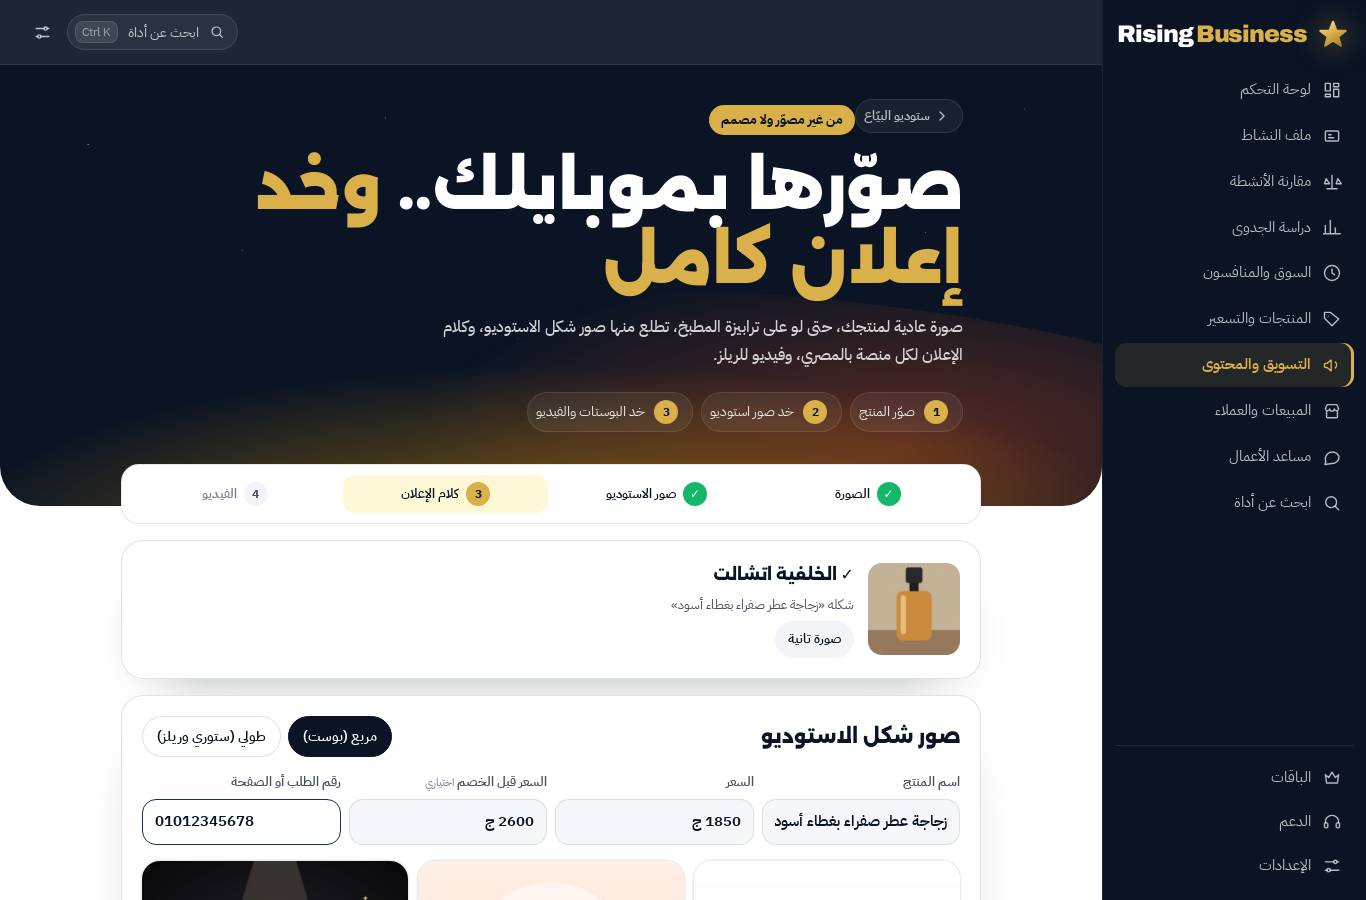 Rising Business
لوحة التحكم
ملف النشاط
مقارنة الأنشطة
دراسة الجدوى
السوق والمنافسون
المنتجات والتسعير
التسويق والمحتوى
المبيعات والعملاء
مساعد الأعمال
ابحث عن أداة
الباقات
الدعم
الإعدادات
ابحث عن أداة Ctrl K
ستوديو البيّاع
من غير مصوّر ولا مصمم
صوّرها بموبايلك.. وخد
إعلان كامل
صورة عادية لمنتجك، حتى لو على ترابيزة المطبخ، تطلع منها صور شكل الاستوديو، وكلام
الإعلان لكل منصة بالمصري، وفيديو للريلز.
1 صوّر المنتج
2 خد صور استوديو
3 خد البوستات والفيديو
✓ الصورة
✓ صور الاستوديو
3 كلام الإعلان
4 الفيديو
✓ الخلفية اتشالت
شكله «زجاجة عطر صفراء بغطاء أسود»
صورة تانية
صور شكل الاستوديو
مربع (بوست)
طولي (ستوري وريلز)
اسم المنتج
زجاجة عطر صفراء بغطاء أسود
السعر
1850 ج
السعر قبل الخصم اختياري
2600 ج
رقم الطلب أو الصفحة
01012345678